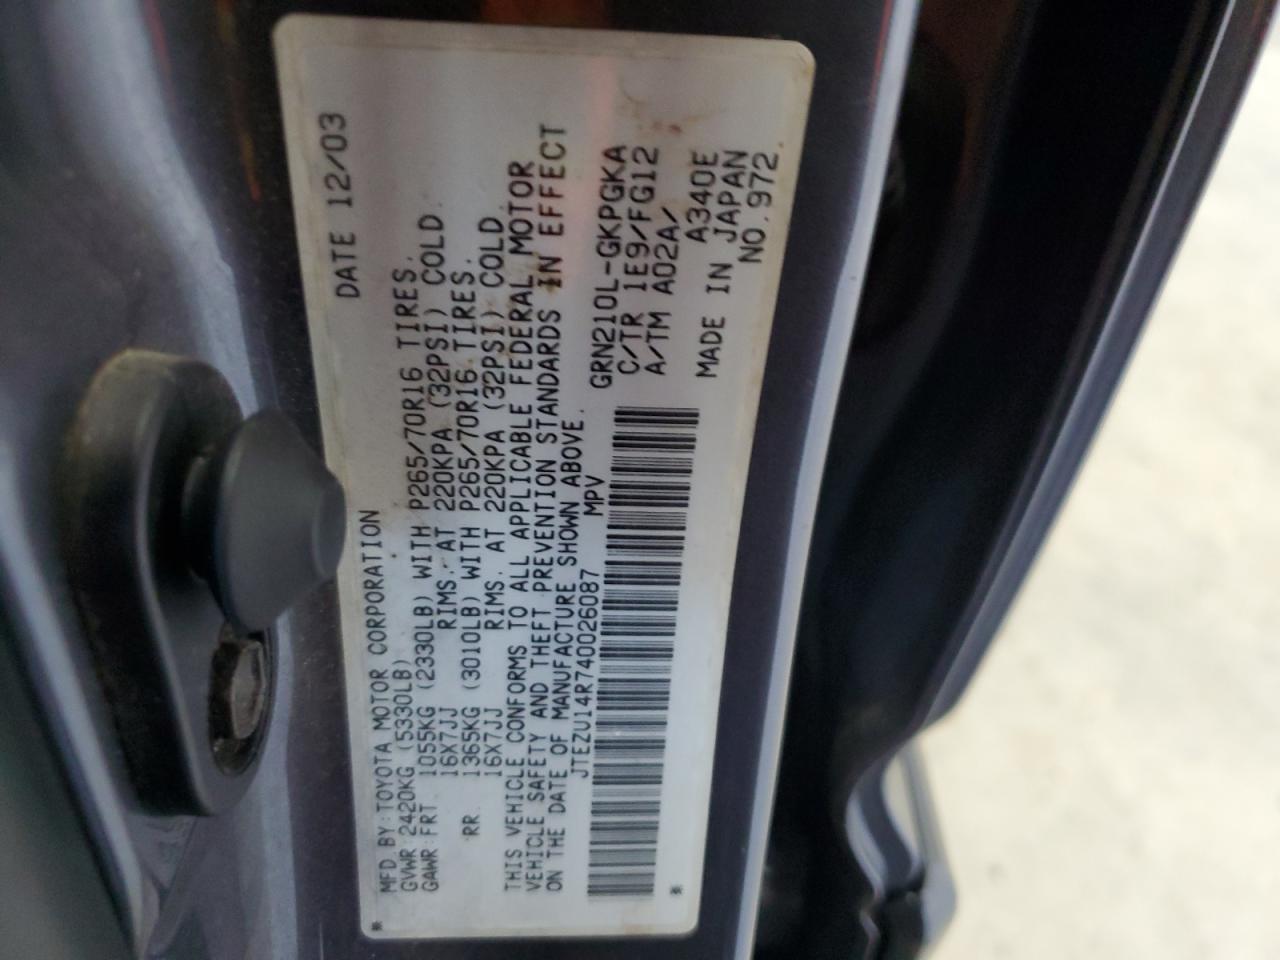 MFD BY:TOYOTA MOTOR CORPORATION DATE 12/03
GVWR:2420KG (5330LB)
GAWR:FRT. 1055KG (2330LB) WITH P265/70R16 TIRES.
16X7JJ RIMS. AT 220KPA (32PSI) COLD.
RR. 1365KG (3010LB) WITH P265/70R16 TIRES.
16X7JJ RIMS. AT 220KPA (32PSI) COLD.
THIS VEHICLE CONFORMS TO ALL APPLICABLE FEDERAL MOTOR
VEHICLE SAFETY AND THEFT PREVENTION STANDARDS IN EFFECT
ON THE DATE OF MANUFACTURE SHOWN ABOVE.
JTEZU14R740026087 MPV
GRN210L-GKPGKA
C/TR 1E9/FG12
A/TM A02A/
A340E
MADE IN JAPAN
NO.972